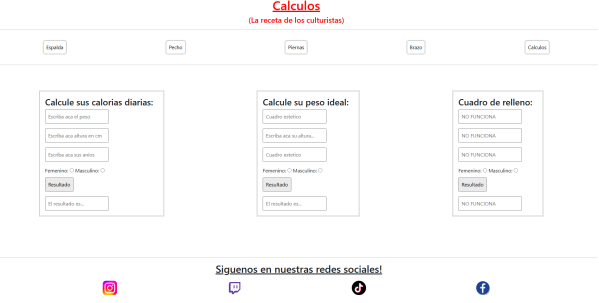 Calculos
(La receta de los culturistas)
Espalda
Pecho
Piernas
Brazo
Calculos
Calcule sus calorias diarias:
Escriba aca el peso
Escriba aca altura en cm
Escriba aca sus anios
Femenino: Masculino:
Resultado
El resultado es...
Calcule su peso ideal:
Cuadro estetico
Escriba acá su altura...
Cuadro estetico
Femenino: Masculino:
Resultado
El resultado es...
Cuadro de relleno:
NO FUNCIONA
NO FUNCIONA
NO FUNCIONA
Femenino: Masculino:
Resultado
NO FUNCIONA
Siguenos en nuestras redes sociales!